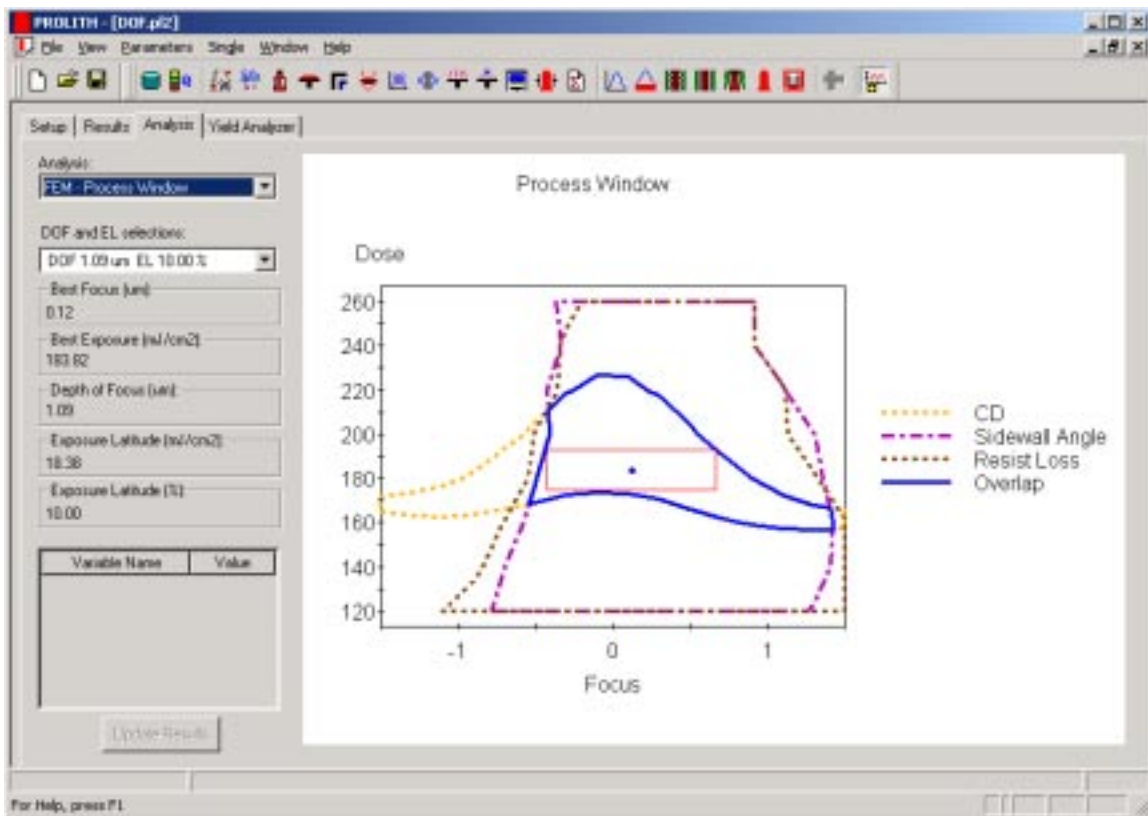 PROLITH - [DOF.pl2]
File View Parameters Single Window Help
Setup Results Analysis Yield Analyzer
Analysis:
FEM - Process Window
DOF and EL selections:
DOF 1.09 um EL 10.00 %
Best Focus (um):
0.12
Best Exposure (mJ/cm2):
183.82
Depth of Focus (um):
1.09
Exposure Latitude (mJ/cm2):
18.38
Exposure Latitude (%):
10.00
Variable Name Value
Update Results
Process Window
Dose
260
240
220
200
180
160
140
120
-1 0 1
Focus
CD
Sidewall Angle
Resist Loss
Overlap
For Help, press F1